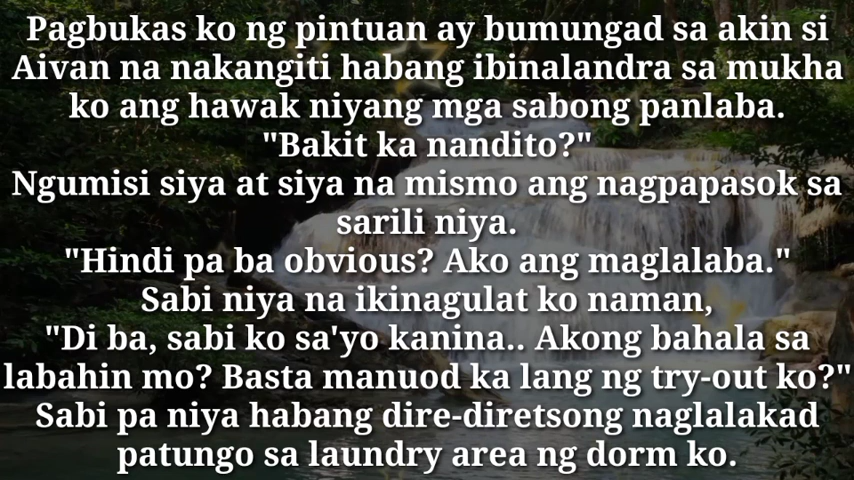 Pagbukas ko ng pintuan ay bumungad sa akin si
Aivan na nakangiti habang ibinalandra sa mukha
ko ang hawak niyang mga sabong panlaba.
"Bakit ka nandito?"
Ngumisi siya at siya na mismo ang nagpapasok sa
sarili niya.
"Hindi pa ba obvious? Ako ang maglalaba."
Sabi niya na ikinagulat ko naman,
"Di ba, sabi ko sa'yo kanina.. Akong bahala sa
labahin mo? Basta manuod ka lang ng try-out ko?"
Sabi pa niya habang dire-diretsong naglalakad
patungo sa laundry area ng dorm ko.